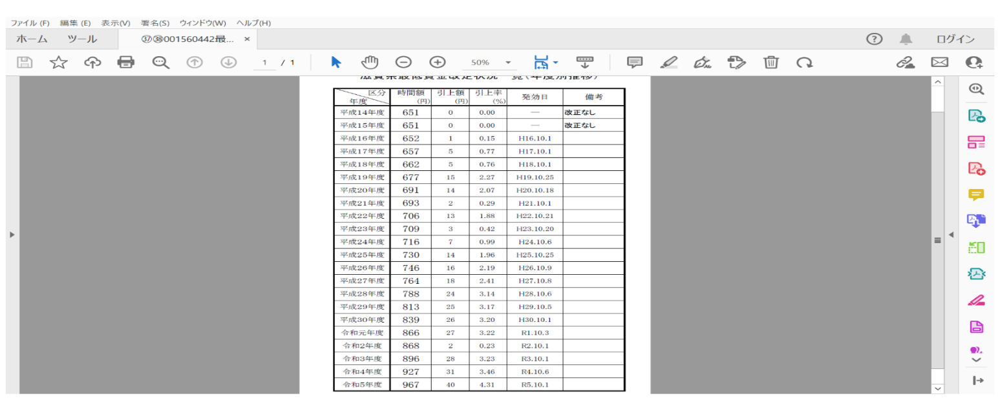 ファイル (F) 編集 (E) 表示(V) 署名(S) ウィンドウ(W) ヘルプ(H)
ホーム ツール ㊲㊳001560442最... × ? ログイン
1 / 1 50%
滋賀県最低賃金改定状況一覧(年度別推移)
区分 年度 時間額 (円) 引上額 (円) 引上率 (%) 発効日 備考
平成14年度 651 0 0.00 ― 改正なし
平成15年度 651 0 0.00 ― 改正なし
平成16年度 652 1 0.15 H16.10.1
平成17年度 657 5 0.77 H17.10.1
平成18年度 662 5 0.76 H18.10.1
平成19年度 677 15 2.27 H19.10.25
平成20年度 691 14 2.07 H20.10.18
平成21年度 693 2 0.29 H21.10.1
平成22年度 706 13 1.88 H22.10.21
平成23年度 709 3 0.42 H23.10.20
平成24年度 716 7 0.99 H24.10.6
平成25年度 730 14 1.96 H25.10.25
平成26年度 746 16 2.19 H26.10.9
平成27年度 764 18 2.41 H27.10.8
平成28年度 788 24 3.14 H28.10.6
平成29年度 813 25 3.17 H29.10.5
平成30年度 839 26 3.20 H30.10.1
令和元年度 866 27 3.22 R1.10.3
令和2年度 868 2 0.23 R2.10.1
令和3年度 896 28 3.23 R3.10.1
令和4年度 927 31 3.46 R4.10.6
令和5年度 967 40 4.31 R5.10.1